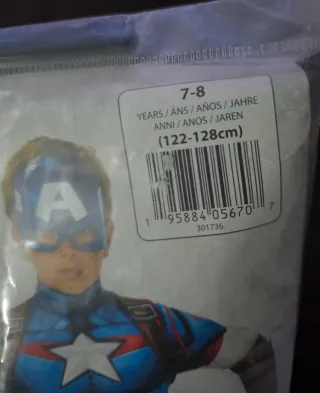 7-8
YEARS / ANS / AÑOS / JAHRE
ANNI / ANOS / JAREN
(122-128cm)
1 95884 05670 7
301736
A